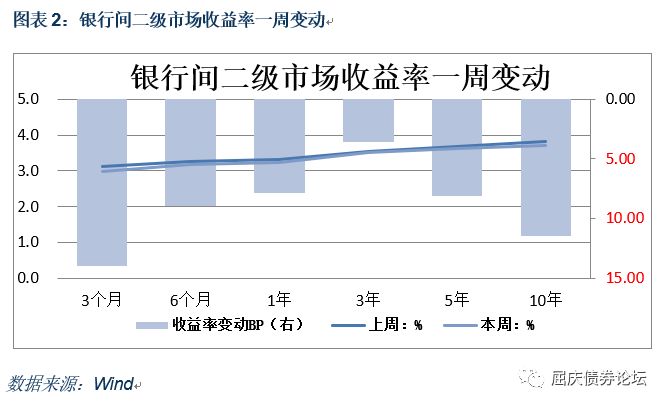 图表 2：银行间二级市场收益率一周变动
银行间二级市场收益率一周变动
5.0
4.0
3.0
2.0
1.0
0.0
0.00
5.00
10.00
15.00
3个月 6个月 1年 3年 5年 10年
收益率变动BP（右） 上周：% 本周：%
数据来源：Wind
屈庆债券论坛